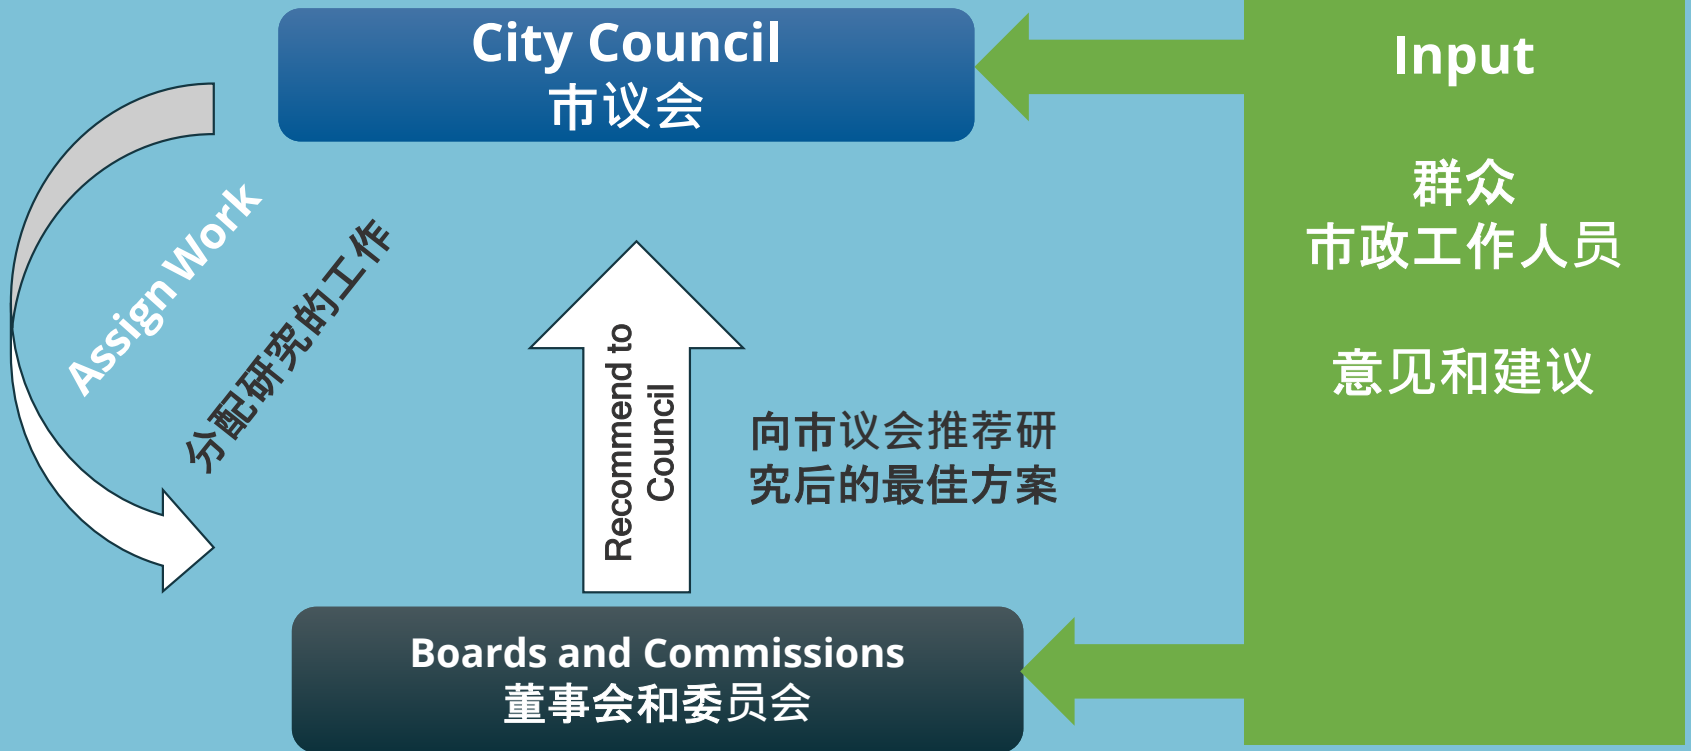 City Council
市议会
Input
群众
市政工作人员
意见和建议
Assign Work
分配研究的工作
Recommend to
Council
向市议会推荐研
究后的最佳方案
Boards and Commissions
董事会和委员会